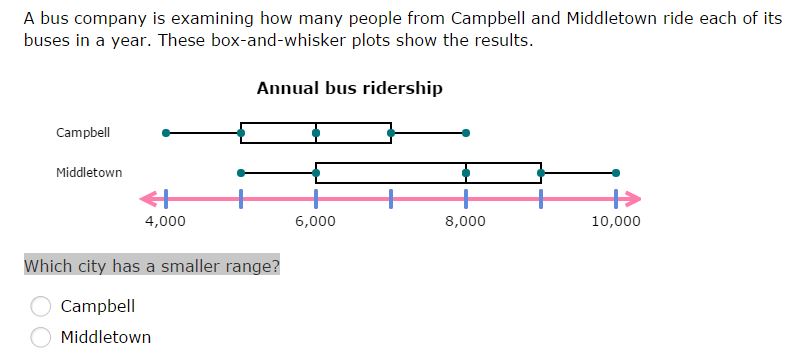 A bus company is examining how many people from Campbell and Middletown ride each of its
buses in a year. These box-and-whisker plots show the results.
Annual bus ridership
Campbell
Middletown
4,000 6,000 8,000 10,000
Which city has a smaller range?
Campbell
Middletown